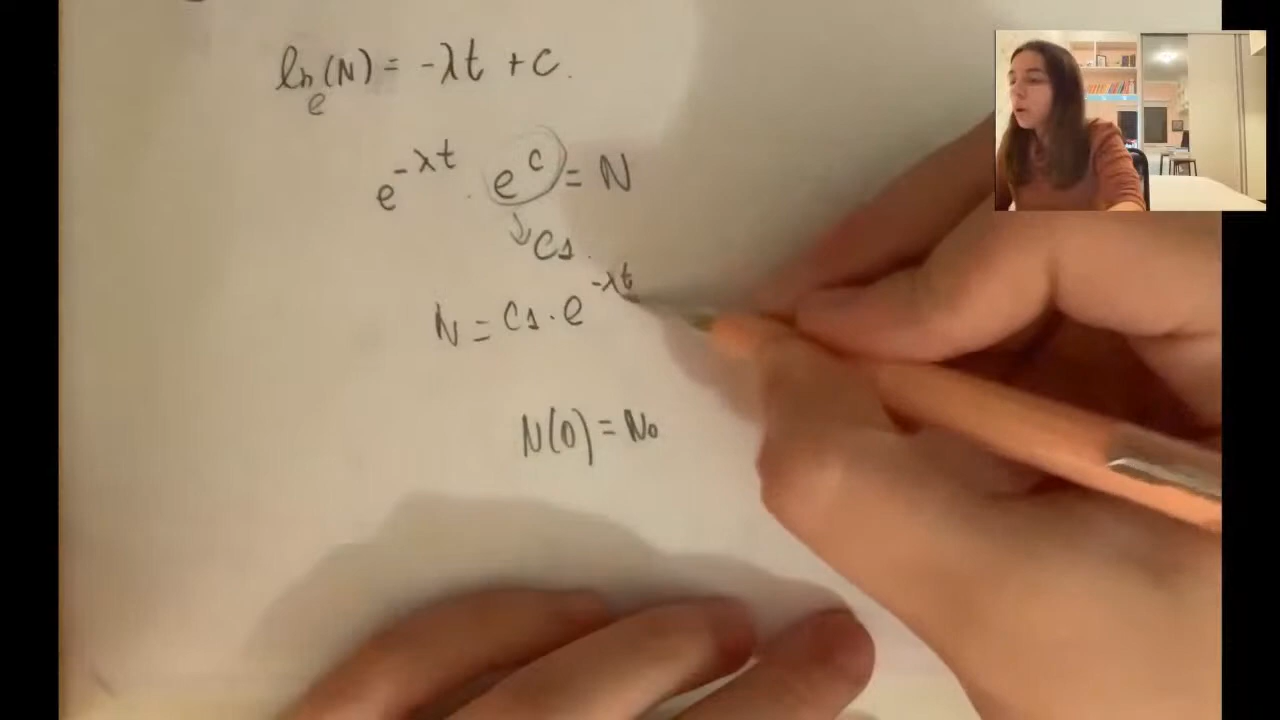 ln(N) = -λt + c.
e
e^-λt · e^c = N
↓ C1.
N = C1 · e^-λt
N(0) = N₀